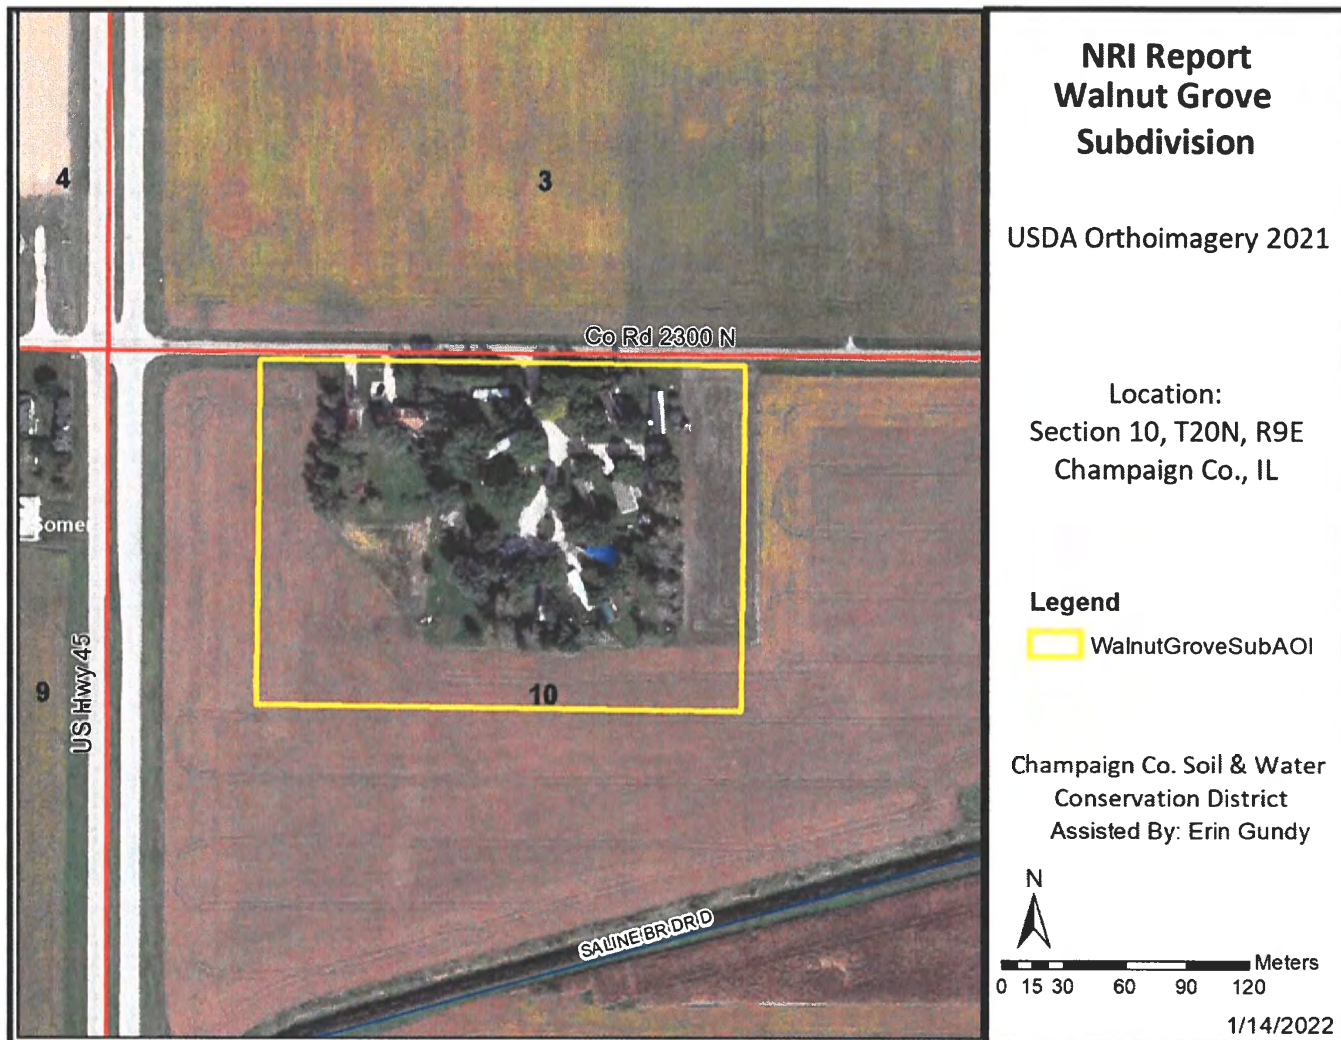 NRI Report
Walnut Grove
Subdivision
USDA Orthoimagery 2021
Location:
Section 10, T20N, R9E
Champaign Co., IL
Legend
WalnutGroveSubAOI
Champaign Co. Soil & Water
Conservation District
Assisted By: Erin Gundy
N
Meters
0 15 30 60 90 120
1/14/2022
4
3
Co Rd 2300 N
Somer
US Hwy 45
9
10
SALINE BR DR D